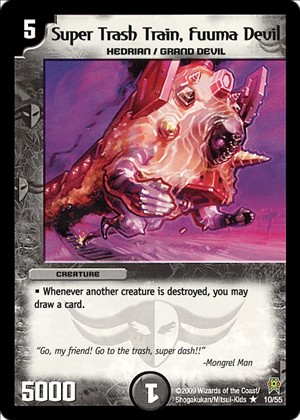 5
Super Trash Train, Fuuma Devil
HEDRIAN / GRAND DEVIL
CREATURE
▪ Whenever another creature is destroyed, you may
draw a card.
"Go, my friend! Go to the trash, super dash!!"
-Mongrel Man
5000
1
©2009 Wizards of the Coast/
Shogakukan/Mitsui-Kids ★ 10/55